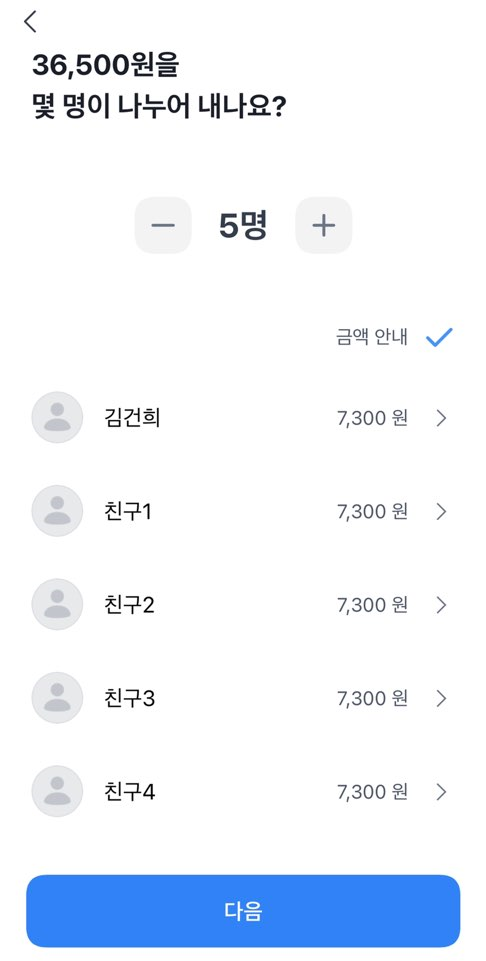 36,500원을
몇 명이 나누어 내나요?
5명
금액 안내
김건희 7,300 원
친구1 7,300 원
친구2 7,300 원
친구3 7,300 원
친구4 7,300 원
다음